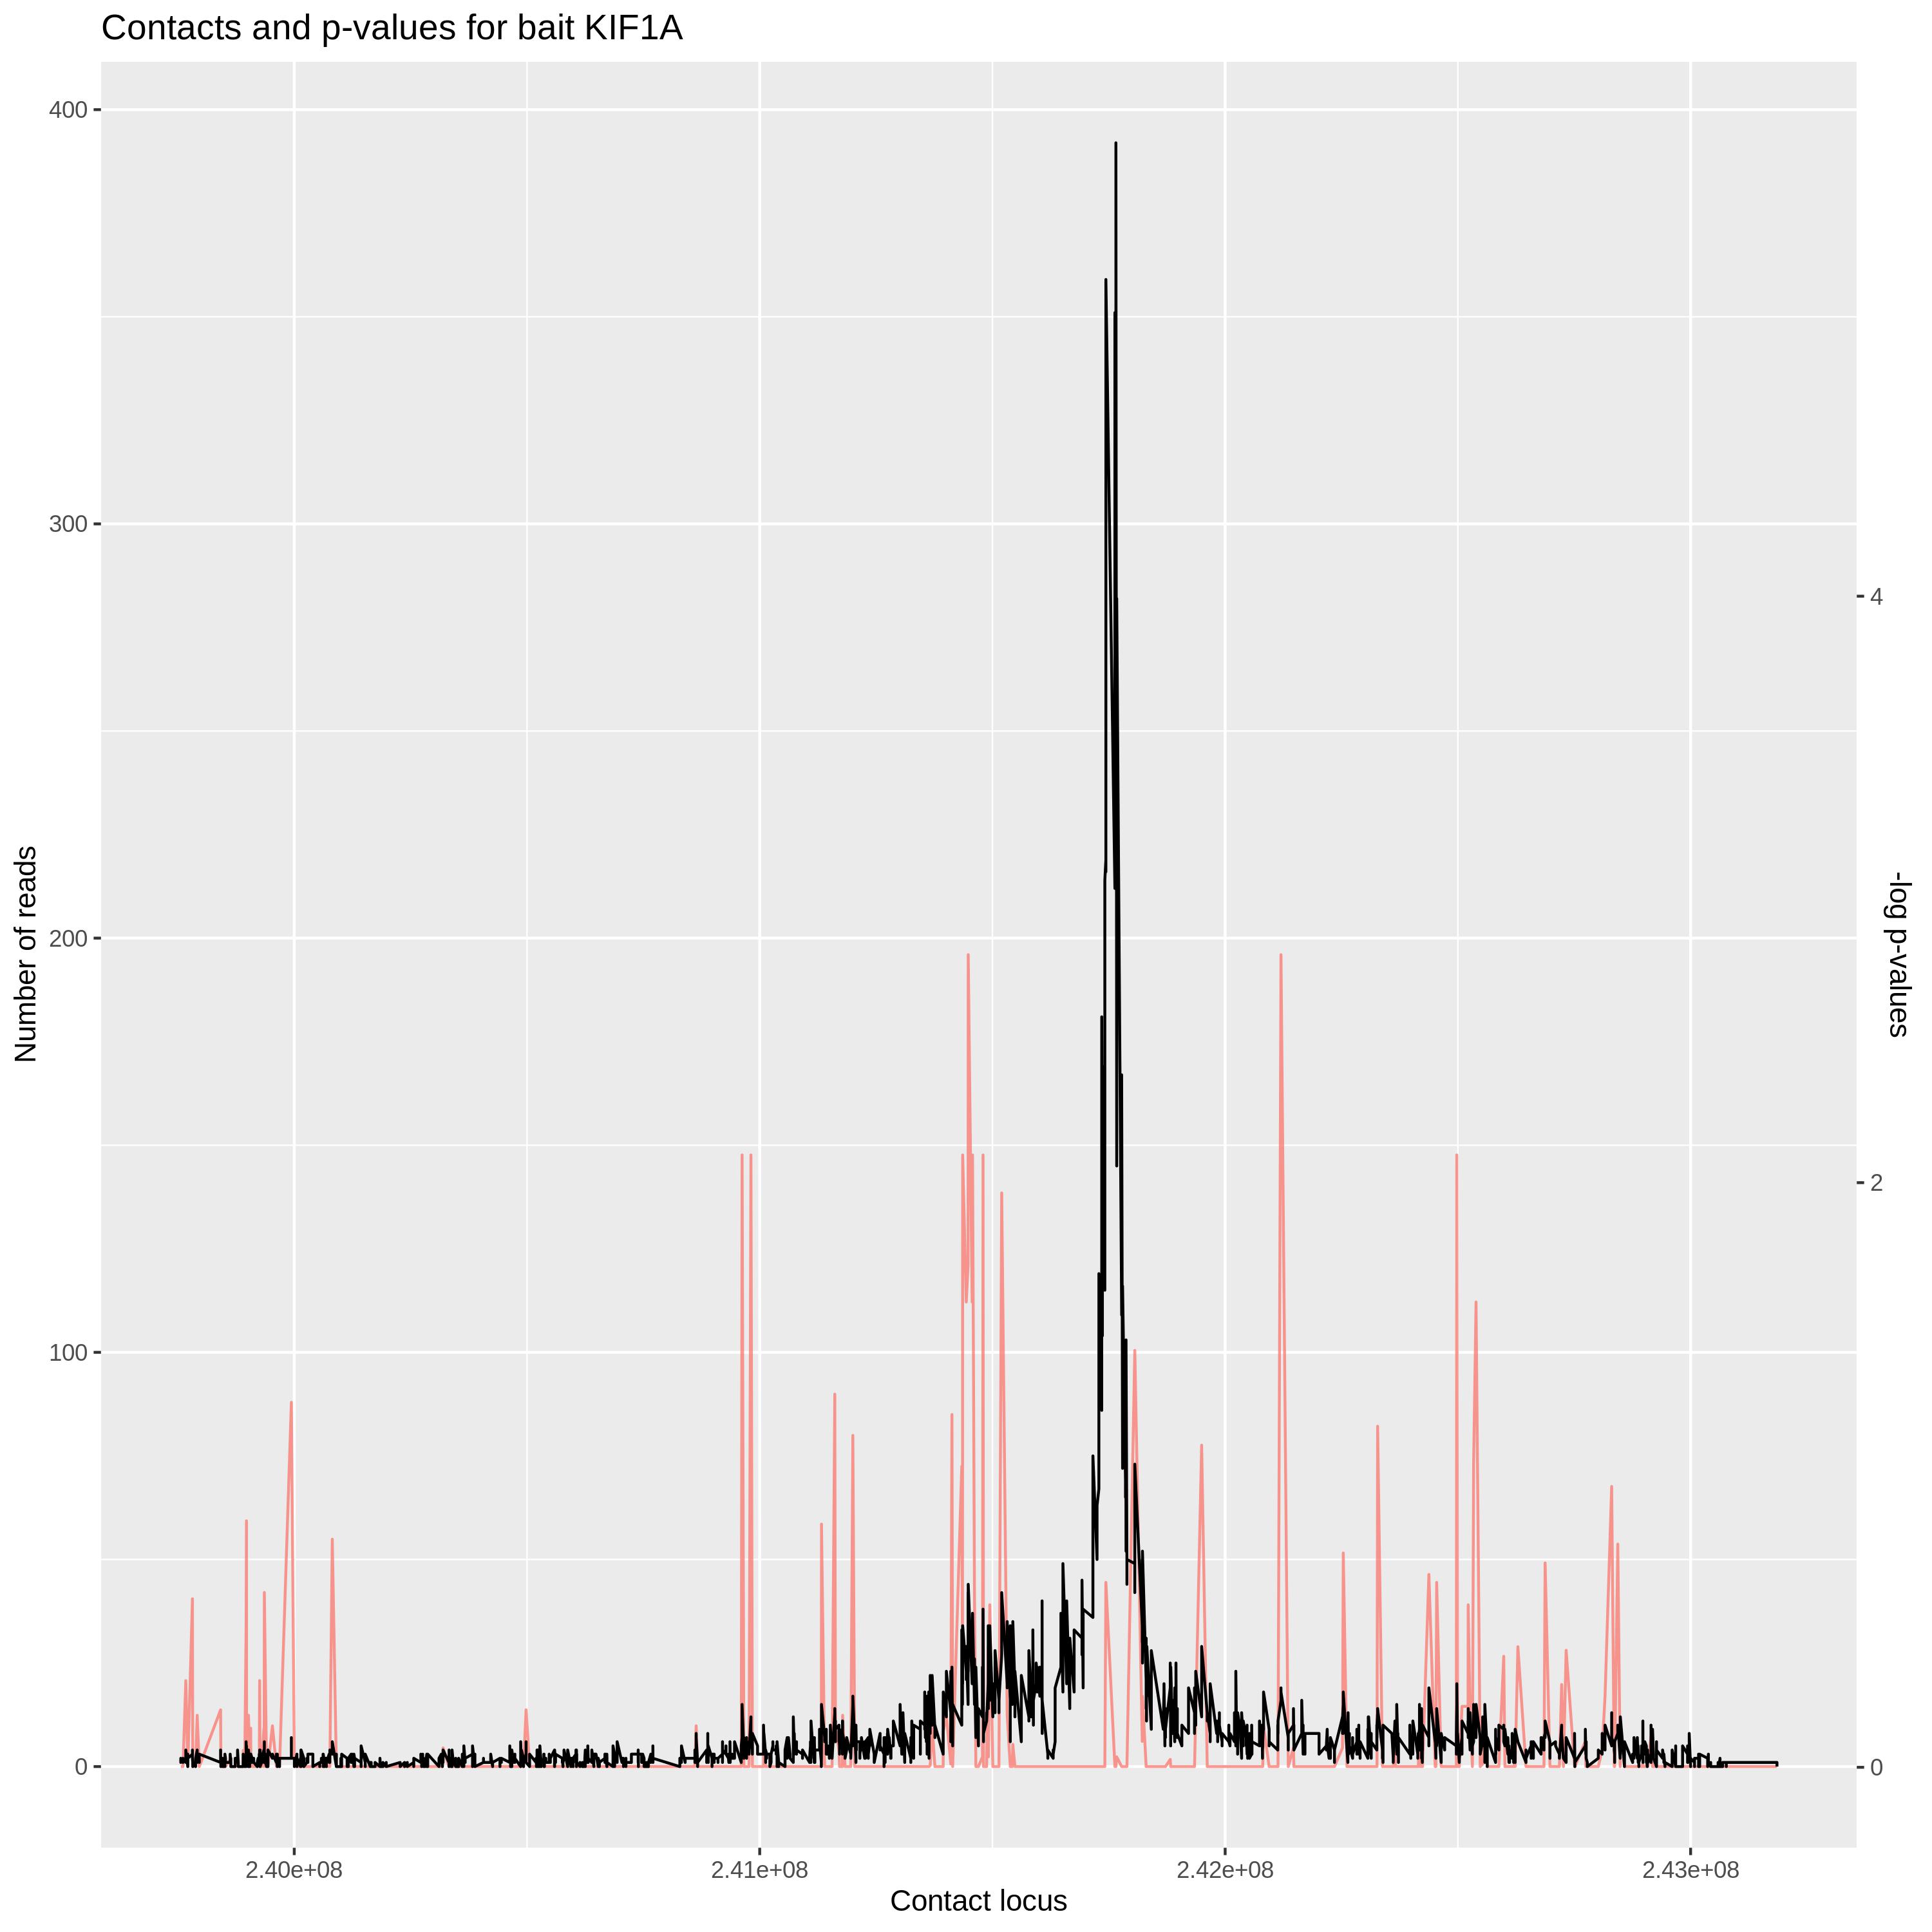 Contacts and p-values for bait KIF1A
400
300
200
100
0
Number of reads
4
2
0
-log p-values
2.40e+08 2.41e+08 2.42e+08 2.43e+08
Contact locus